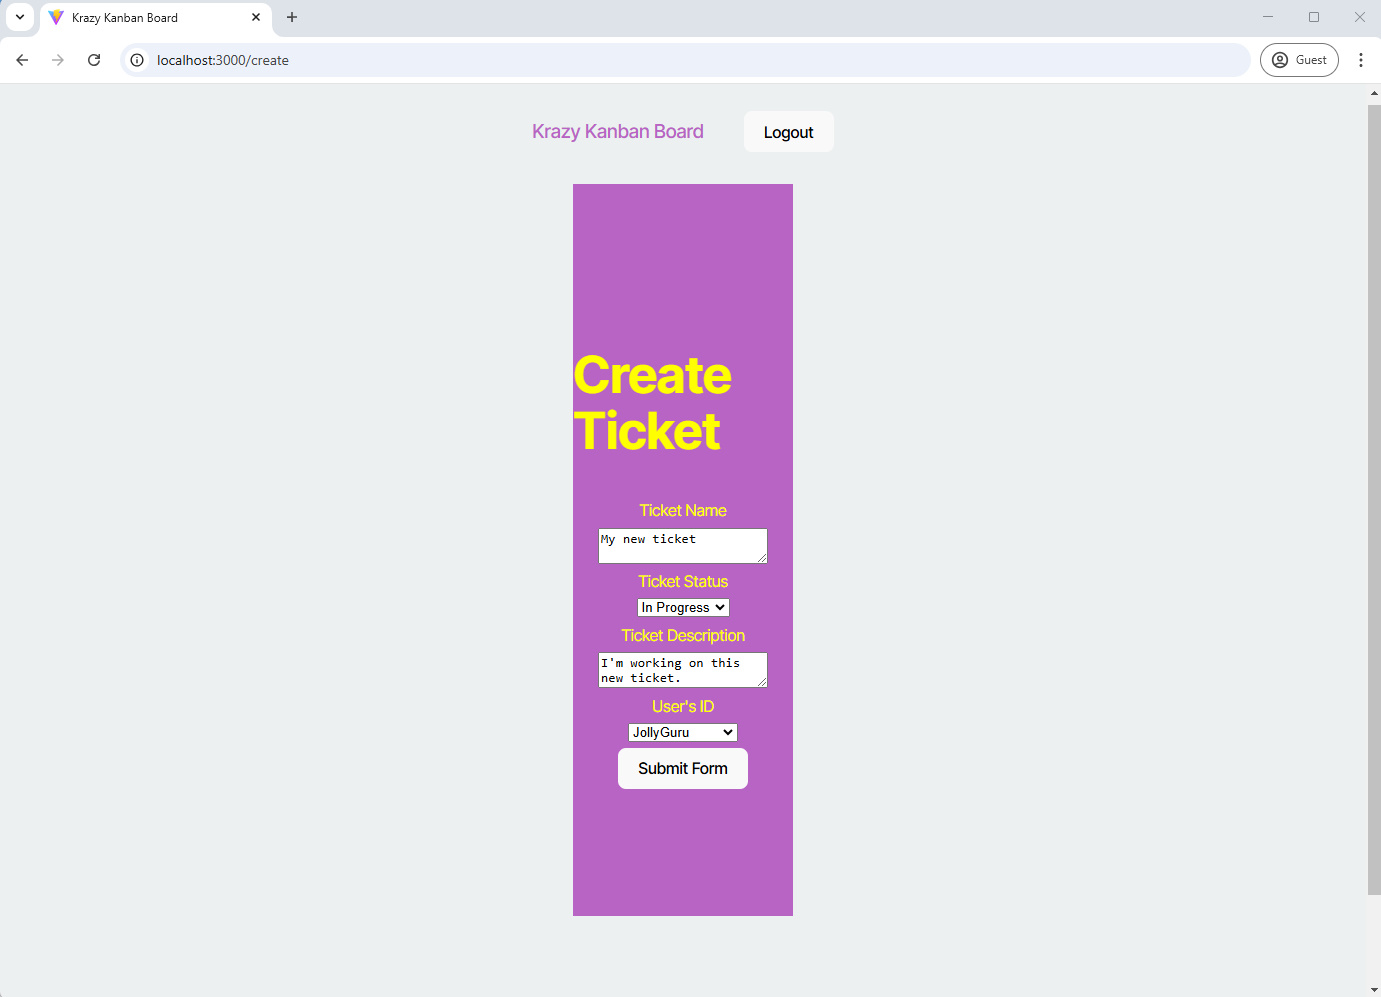 Krazy Kanban Board
localhost:3000/create
Guest
Krazy Kanban Board
Logout
Create
Ticket
Ticket Name
My new ticket
Ticket Status
In Progress
Ticket Description
I'm working on this
new ticket.
User's ID
JollyGuru
Submit Form